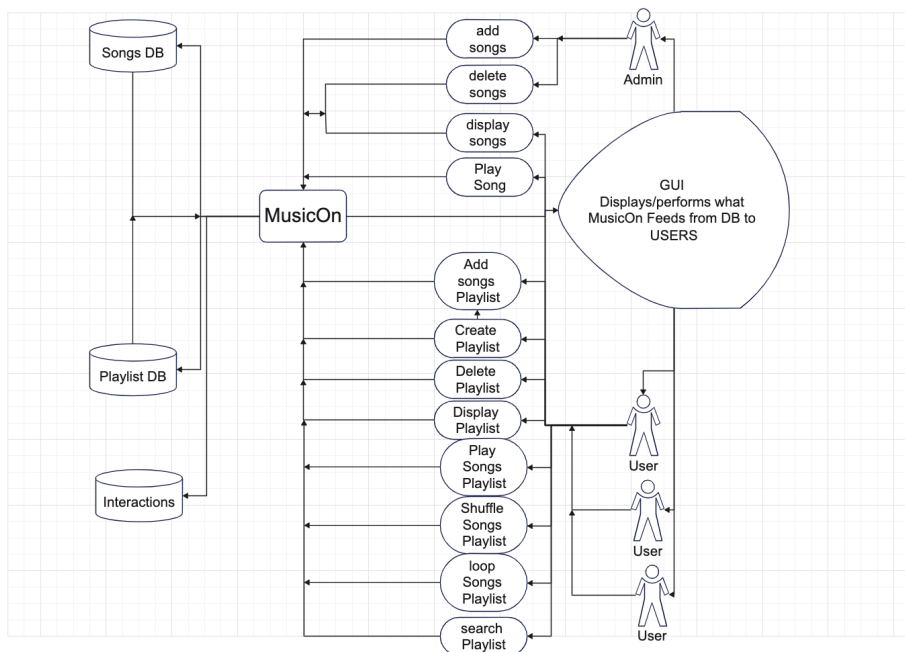 Songs DB
add
songs
Admin
delete
songs
display
songs
Play
Song
GUI
Displays/performs what
MusicOn Feeds from DB to
USERS
MusicOn
Add
songs
Playlist
Create
Playlist
Playlist DB
Delete
Playlist
Display
Playlist
User
Play
Songs
Playlist
Interactions
Shuffle
Songs
Playlist
User
loop
Songs
Playlist
User
search
Playlist